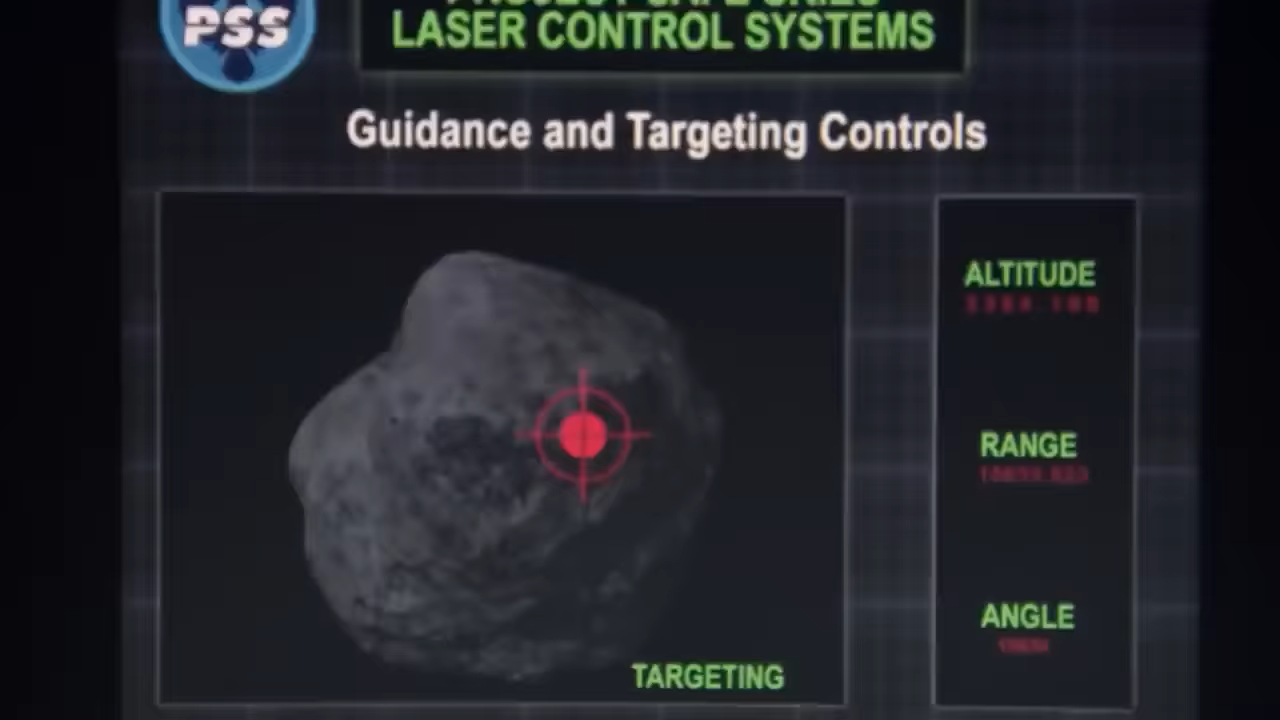 PSS
LASER CONTROL SYSTEMS
Guidance and Targeting Controls
ALTITUDE
RANGE
ANGLE
TARGETING